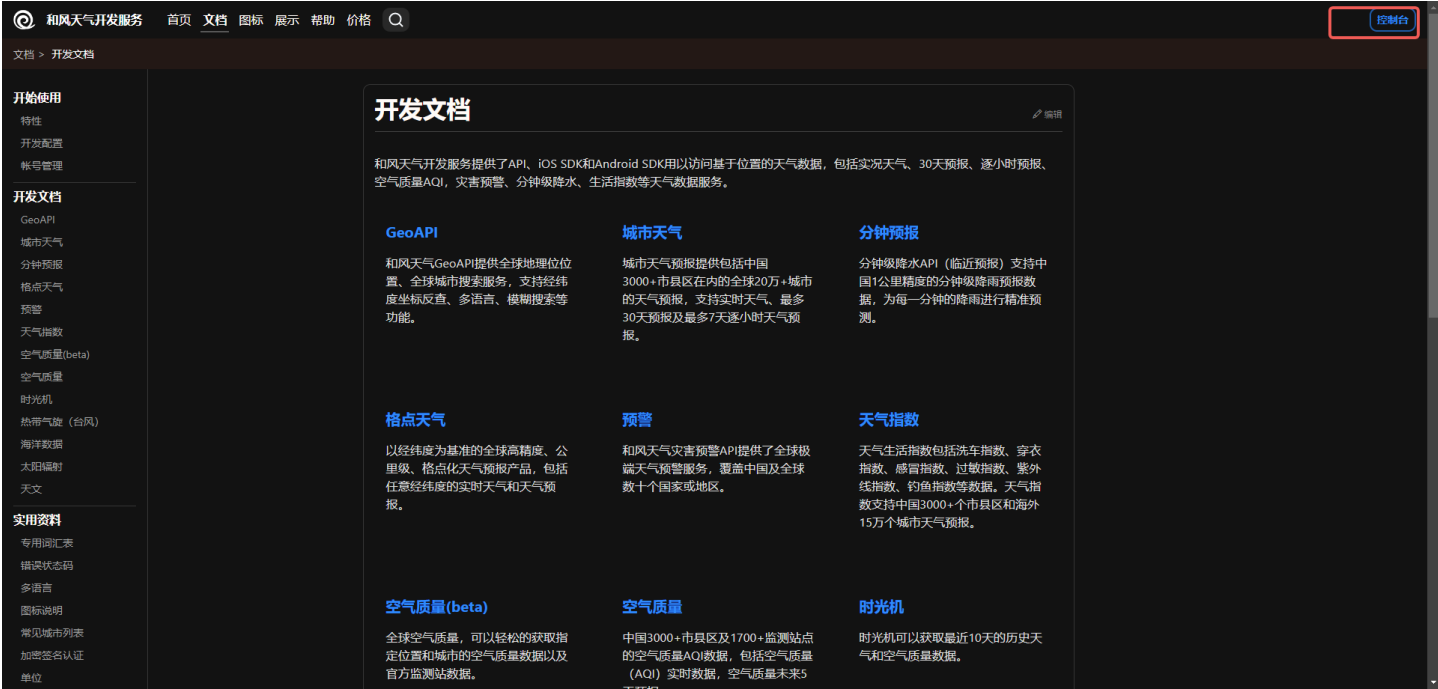 和风天气开发服务 首页 文档 图标 展示 帮助 价格 控制台
文档 > 开发文档
开始使用
特性
开发配置
帐号管理
开发文档
GeoAPI
城市天气
分钟预报
格点天气
预警
天气指数
空气质量(beta)
空气质量
时光机
热带气旋（台风）
海洋数据
太阳辐射
天文
实用资料
专用词汇表
错误状态码
多语言
图标说明
常见城市列表
加密签名认证
单位
开发文档
编辑
和风天气开发服务提供了API、iOS SDK和Android SDK用以访问基于位置的天气数据，包括实况天气、30天预报、逐小时预报、
空气质量AQI，灾害预警、分钟级降水、生活指数等天气数据服务。
GeoAPI
和风天气GeoAPI提供全球地理位位
置、全球城市搜索服务，支持经纬
度坐标反查、多语言、模糊搜索等
功能。
城市天气
城市天气预报提供包括中国
3000+市县区在内的全球20万+城市
的天气预报，支持实时天气、最多
30天预报及最多7天逐小时天气预
报。
分钟预报
分钟级降水API（临近预报）支持中
国1公里精度的分钟级降雨预报数
据，为每一分钟的降雨进行精准预
测。
格点天气
以经纬度为基准的全球高精度、公
里级、格点化天气预报产品，包括
任意经纬度的实时天气和天气预
报。
预警
和风天气灾害预警API提供了全球极
端天气预警服务，覆盖中国及全球
数十个国家或地区。
天气指数
天气生活指数包括洗车指数、穿衣
指数、感冒指数、过敏指数、紫外
线指数、钓鱼指数等数据。天气指
数支持中国3000+个市县区和海外
15万个城市天气预报。
空气质量(beta)
全球空气质量，可以轻松的获取指
定位置和城市的空气质量数据以及
官方监测站数据。
空气质量
中国3000+市县区及1700+监测站点
的空气质量AQI数据，包括空气质量
（AQI）实时数据，空气质量未来5
天预报
时光机
时光机可以获取最近10天的历史天
气和空气质量数据。